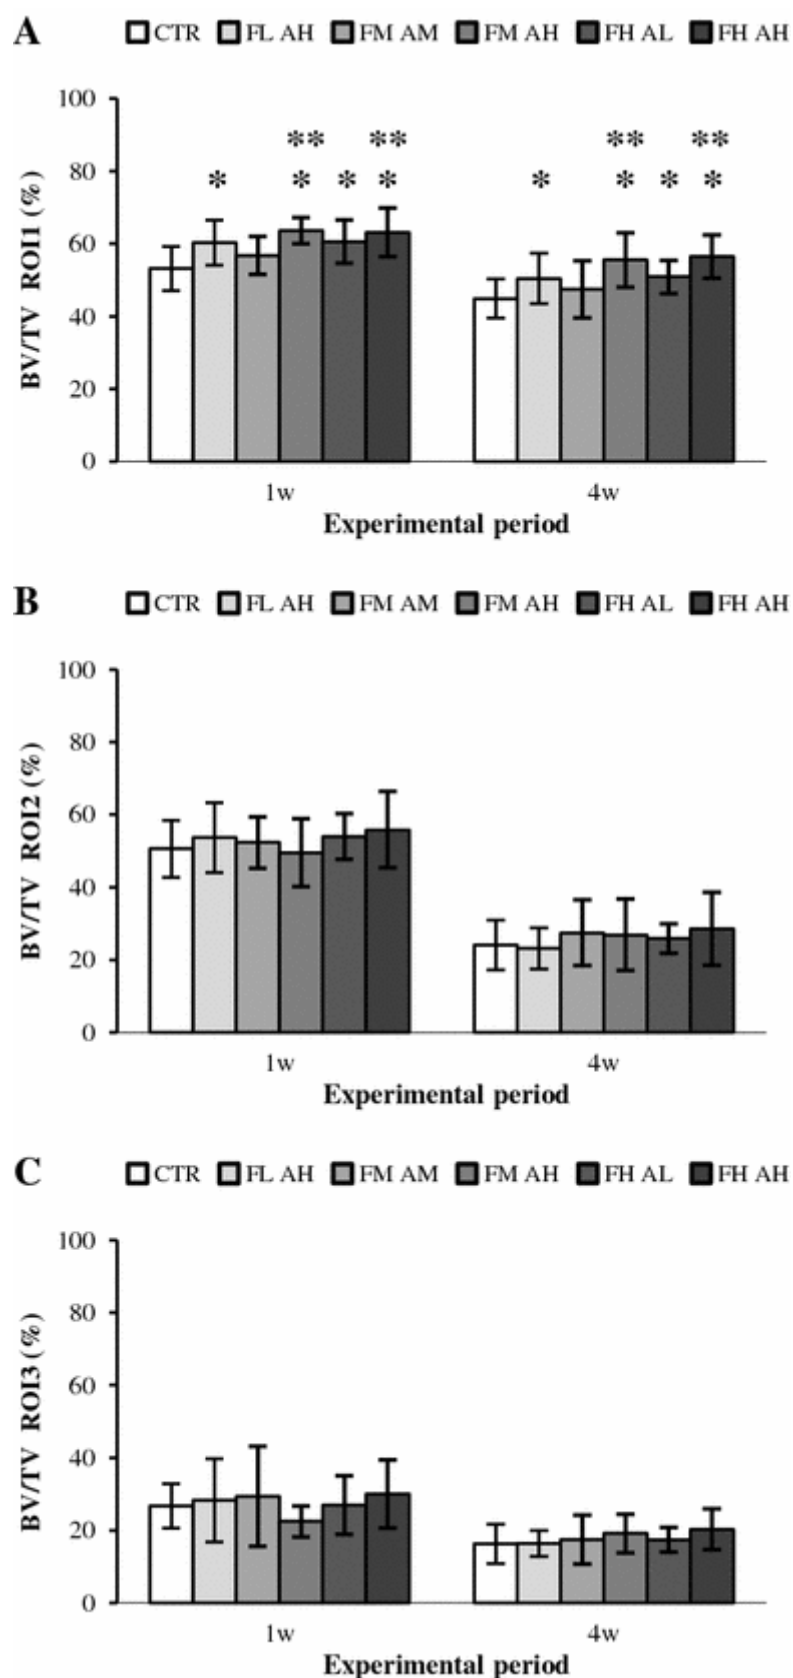 A
CTR FL AH FM AM FM AH FH AL FH AH
BV/TV ROI1 (%)
100
80
60
40
20
0
** ** ** **
* * * * * * * *
1w 4w
Experimental period
B
CTR FL AH FM AM FM AH FH AL FH AH
BV/TV ROI2 (%)
100
80
60
40
20
0
1w 4w
Experimental period
C
CTR FL AH FM AM FM AH FH AL FH AH
BV/TV ROI3 (%)
100
80
60
40
20
0
1w 4w
Experimental period